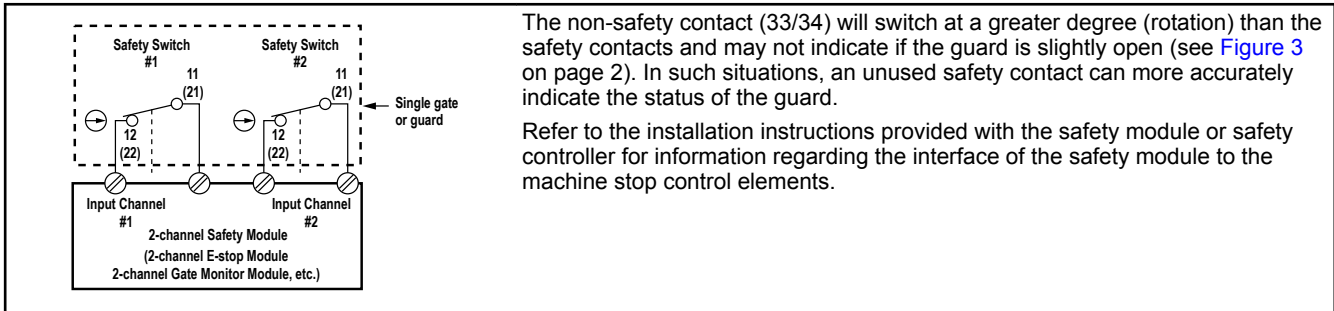 Safety Switch
#1
Safety Switch
#2
11
(21)
11
(21)
12
(22)
12
(22)
Single gate
or guard
Input Channel
#1
Input Channel
#2
2-channel Safety Module
(2-channel E-stop Module
2-channel Gate Monitor Module, etc.)
The non-safety contact (33/34) will switch at a greater degree (rotation) than the
safety contacts and may not indicate if the guard is slightly open (see Figure 3
on page 2). In such situations, an unused safety contact can more accurately
indicate the status of the guard.
Refer to the installation instructions provided with the safety module or safety
controller for information regarding the interface of the safety module to the
machine stop control elements.